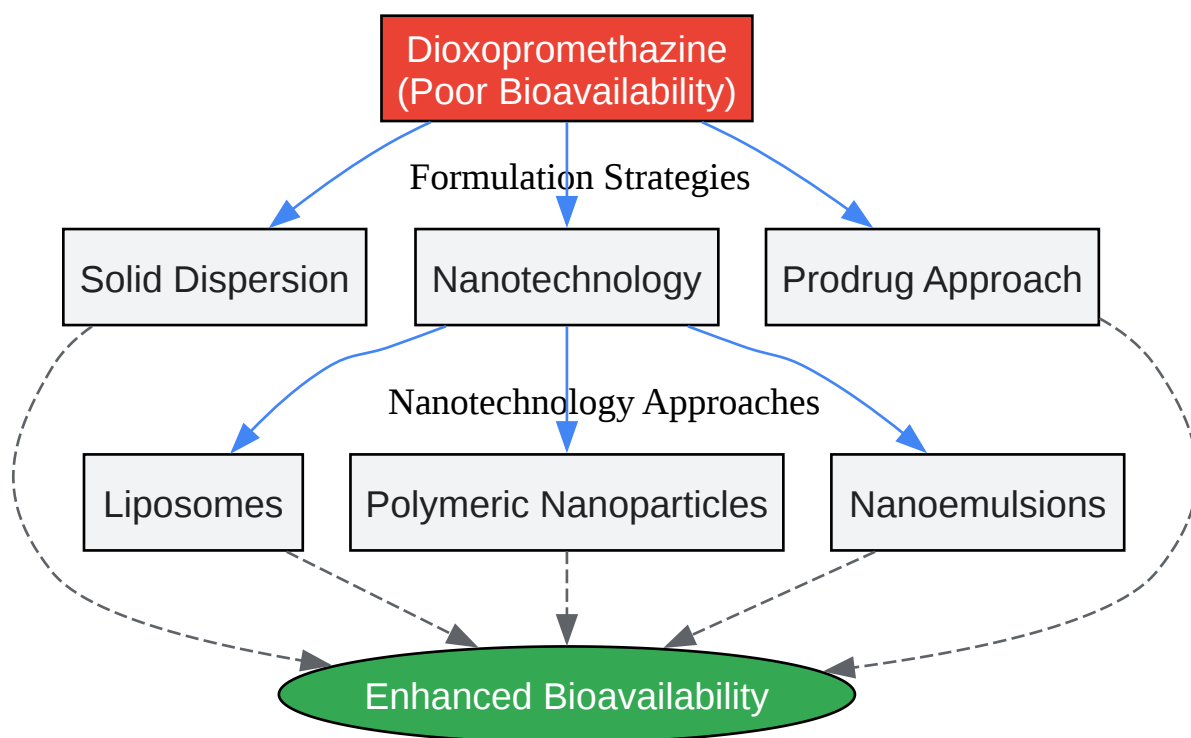 Dioxopromethazine
(Poor Bioavailability)
Formulation Strategies
Solid Dispersion
Nanotechnology
Prodrug Approach
Nanotechnology Approaches
Liposomes
Polymeric Nanoparticles
Nanoemulsions
Enhanced Bioavailability